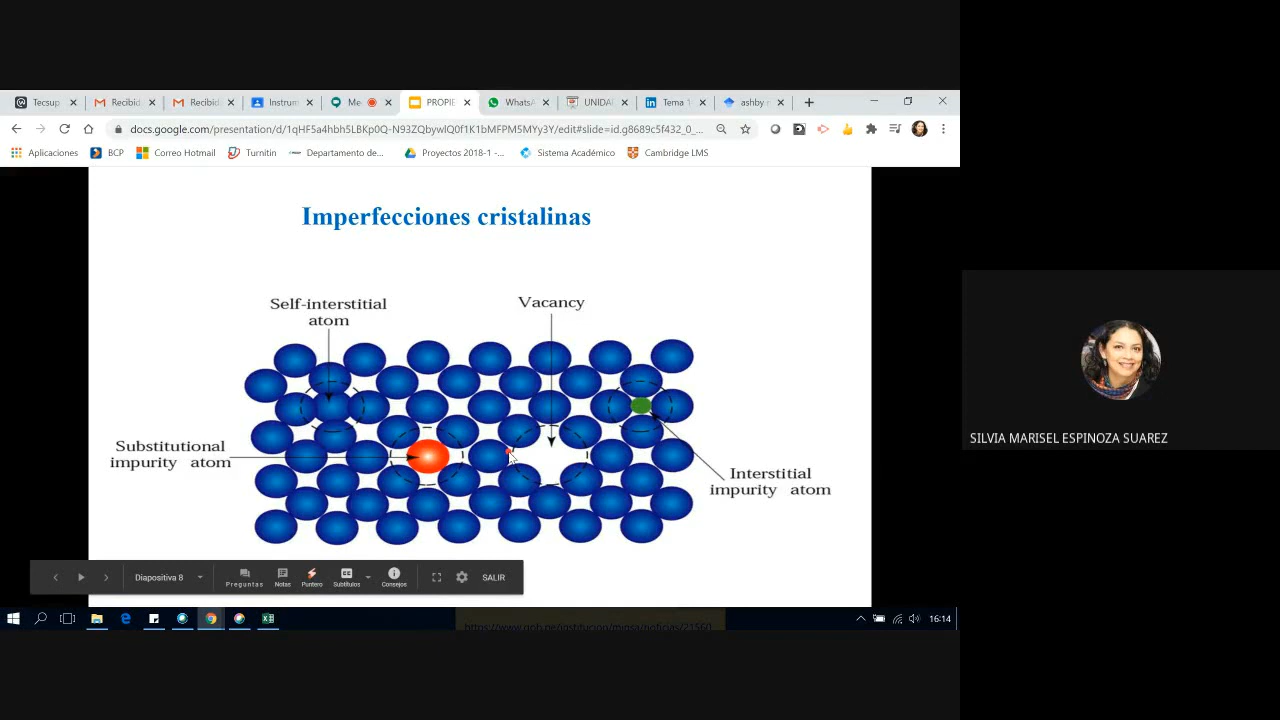 Tecsup
Recibid
Recibid
Instrum
Me
PROPIE
WhatsA
UNIDA
Tema 1
ashby
docs.google.com/presentation/d/1qHF5a4hbh5LBKp0Q-N93ZQbywIQ0f1K1bMFPM5MYy3Y/edit#slide=id.g8689c5f432_0_...
Aplicaciones
BCP
Correo Hotmail
Turnitin
Departamento de...
Proyectos 2018-1 -...
Sistema Académico
Cambridge LMS
Imperfecciones cristalinas
Self-interstitial
atom
Vacancy
Substitutional
impurity atom
Interstitial
impurity atom
SILVIA MARISEL ESPINOZA SUAREZ
Diapositiva 8
Preguntas
Notas
Puntero
Subtítulos
Consejos
SALIR
16:14